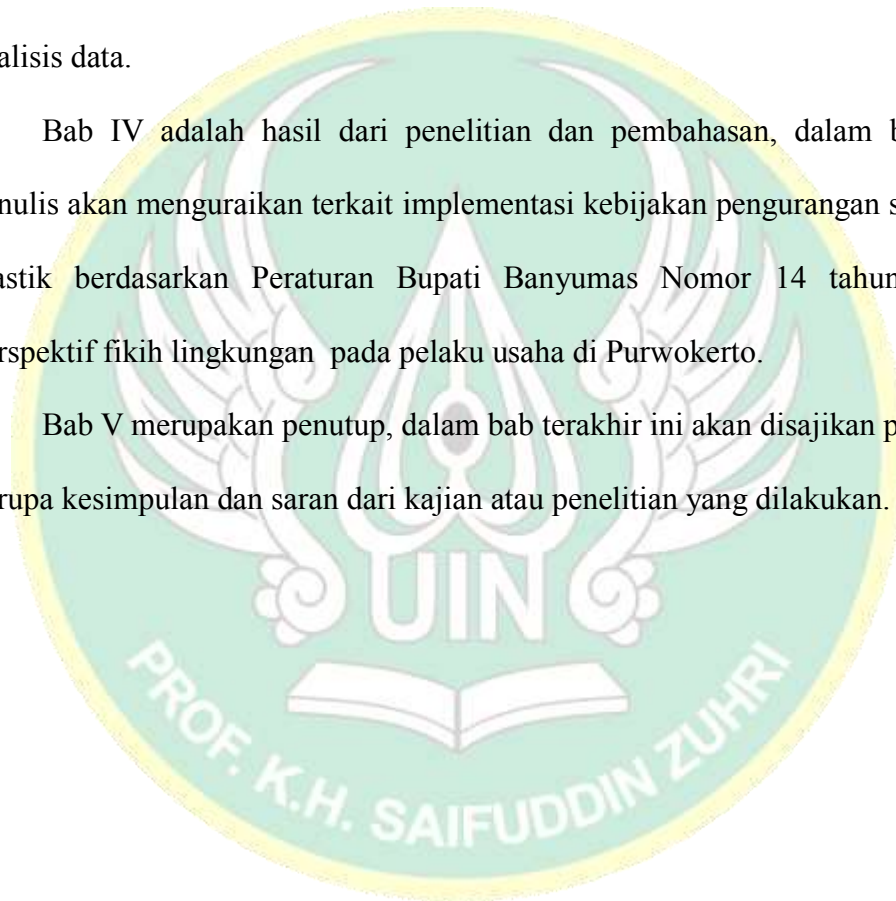 alisis data.
Bab IV adalah hasil dari penelitian dan pembahasan, dalam b
nulis akan menguraikan terkait implementasi kebijakan pengurangan s
astik berdasarkan Peraturan Bupati Banyumas Nomor 14 tahun
rspektif fikih lingkungan pada pelaku usaha di Purwokerto.
Bab V merupakan penutup, dalam bab terakhir ini akan disajikan p
rupa kesimpulan dan saran dari kajian atau penelitian yang dilakukan.
UIN
PROF. K.H. SAIFUDDIN ZUHRI